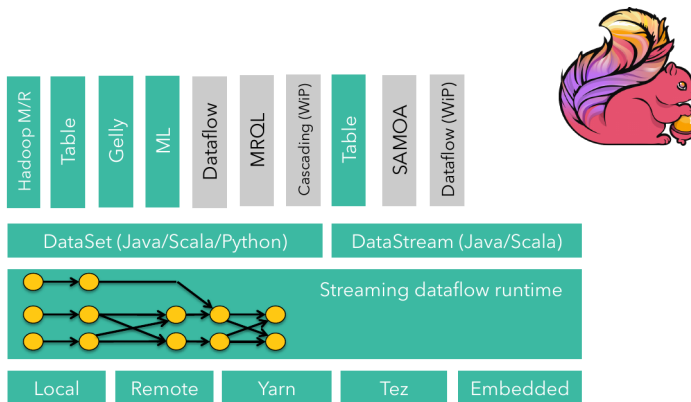 Hadoop M/R
Table
Gelly
ML
Dataflow
MRQL
Cascading (WiP)
Table
SAMOA
Dataflow (WiP)
DataSet (Java/Scala/Python)
DataStream (Java/Scala)
Streaming dataflow runtime
Local
Remote
Yarn
Tez
Embedded